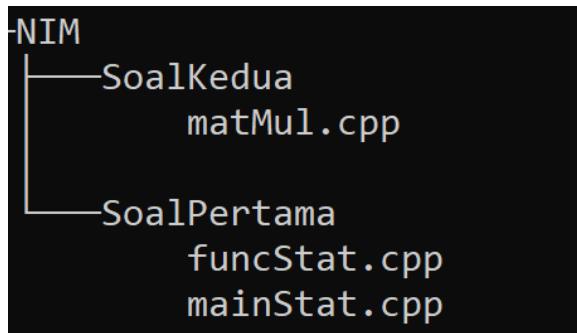 NIM
SoalKedua
matMul.cpp
SoalPertama
funcStat.cpp
mainStat.cpp